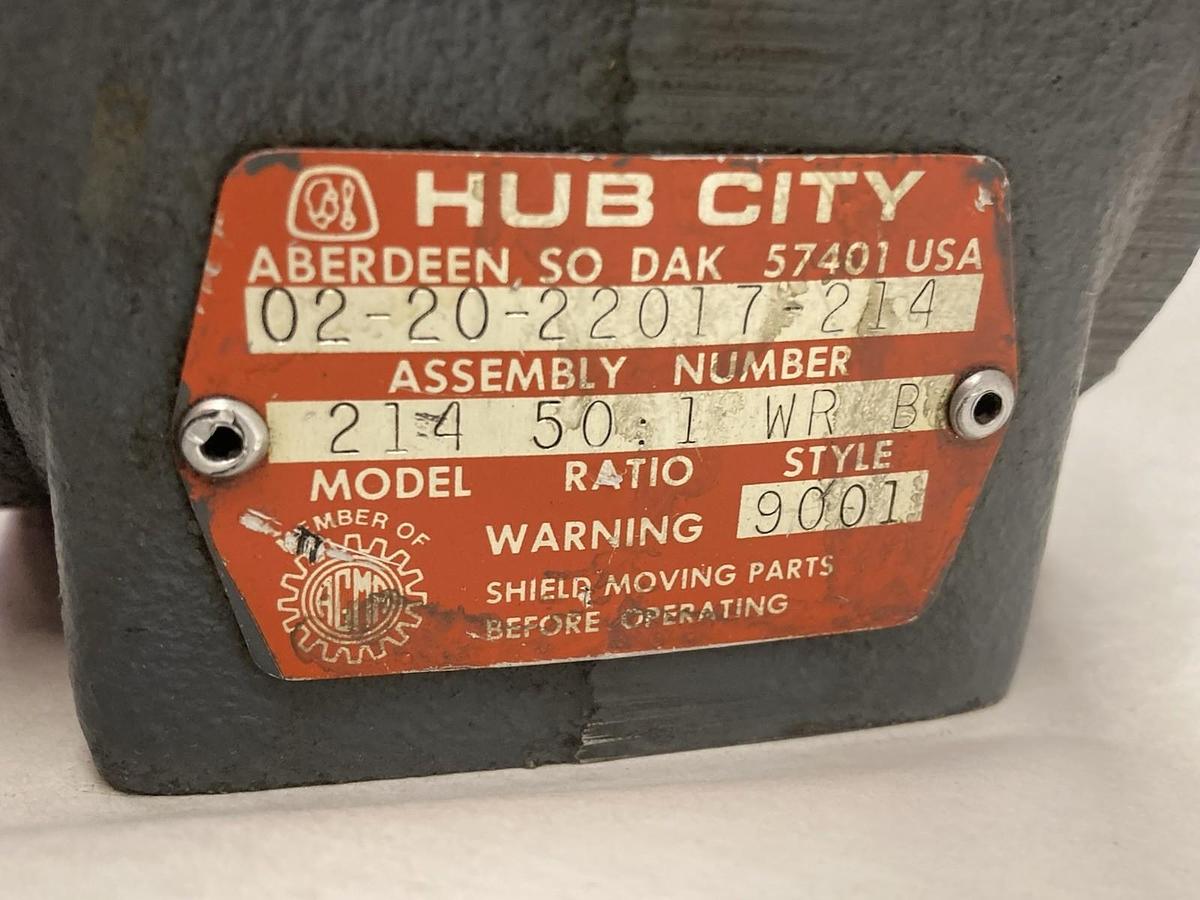 HUB CITY
ABERDEEN, SO DAK 57401 USA
02-20-22017-214
ASSEMBLY NUMBER
214 50:1 WR B
MODEL RATIO STYLE
9001
WARNING
SHIELD MOVING PARTS
BEFORE OPERATING
MBER OF
AGMA